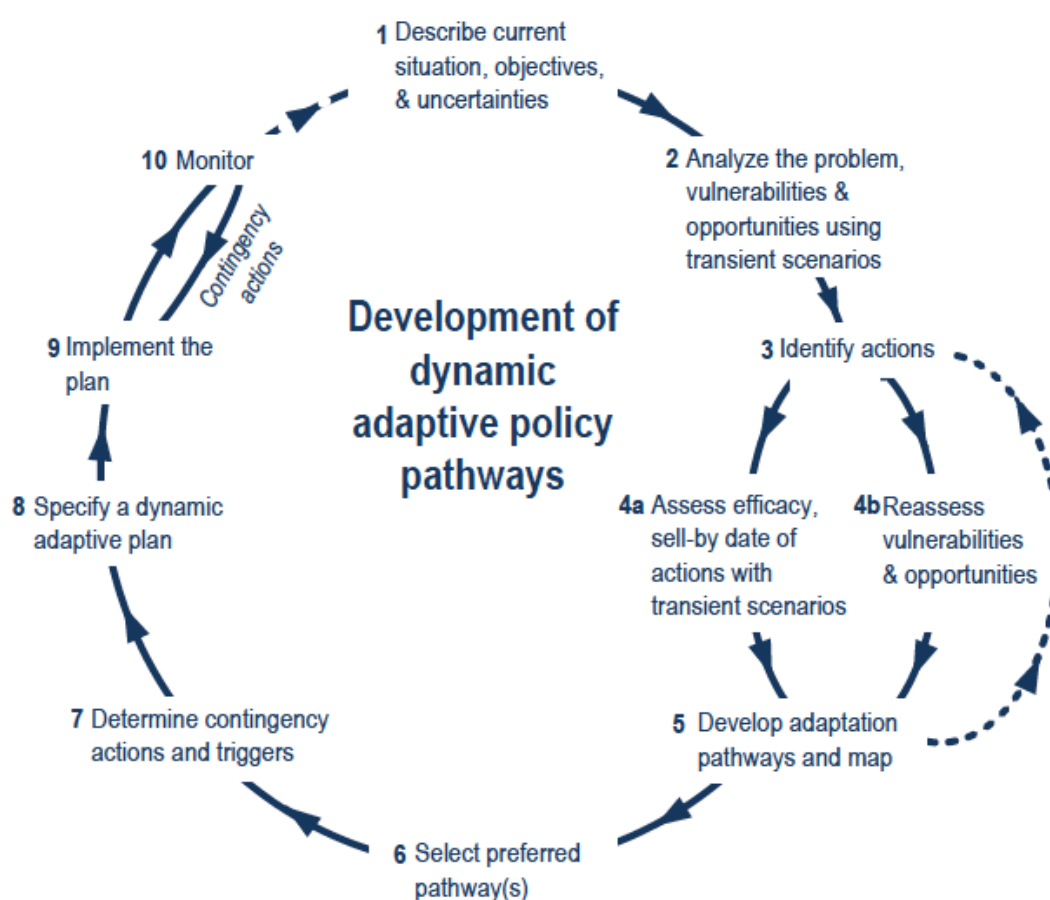 1 Describe current
situation, objectives,
& uncertainties
2 Analyze the problem,
vulnerabilities &
opportunities using
transient scenarios
3 Identify actions
4a Assess efficacy,
sell-by date of
actions with
transient scenarios
4b Reassess
vulnerabilities
& opportunities
5 Develop adaptation
pathways and map
6 Select preferred
pathway(s)
7 Determine contingency
actions and triggers
8 Specify a dynamic
adaptive plan
9 Implement the
plan
10 Monitor
Contingency
actions
Development of
dynamic
adaptive policy
pathways